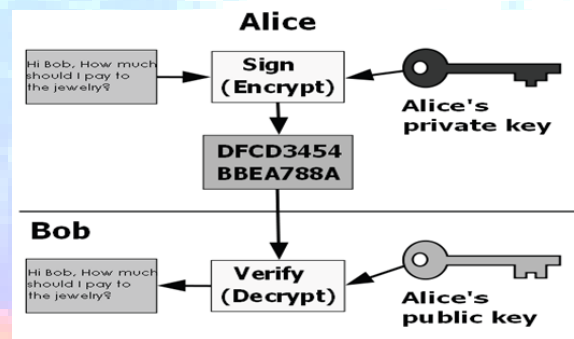 Alice
Hi Bob, How much
should I pay to
the jewelry?
Sign
(Encrypt)
Alice's
private key
DFCD3454
BBEA788A
Bob
Hi Bob, How much
should I pay to
the jewelry?
Verify
(Decrypt)
Alice's
public key